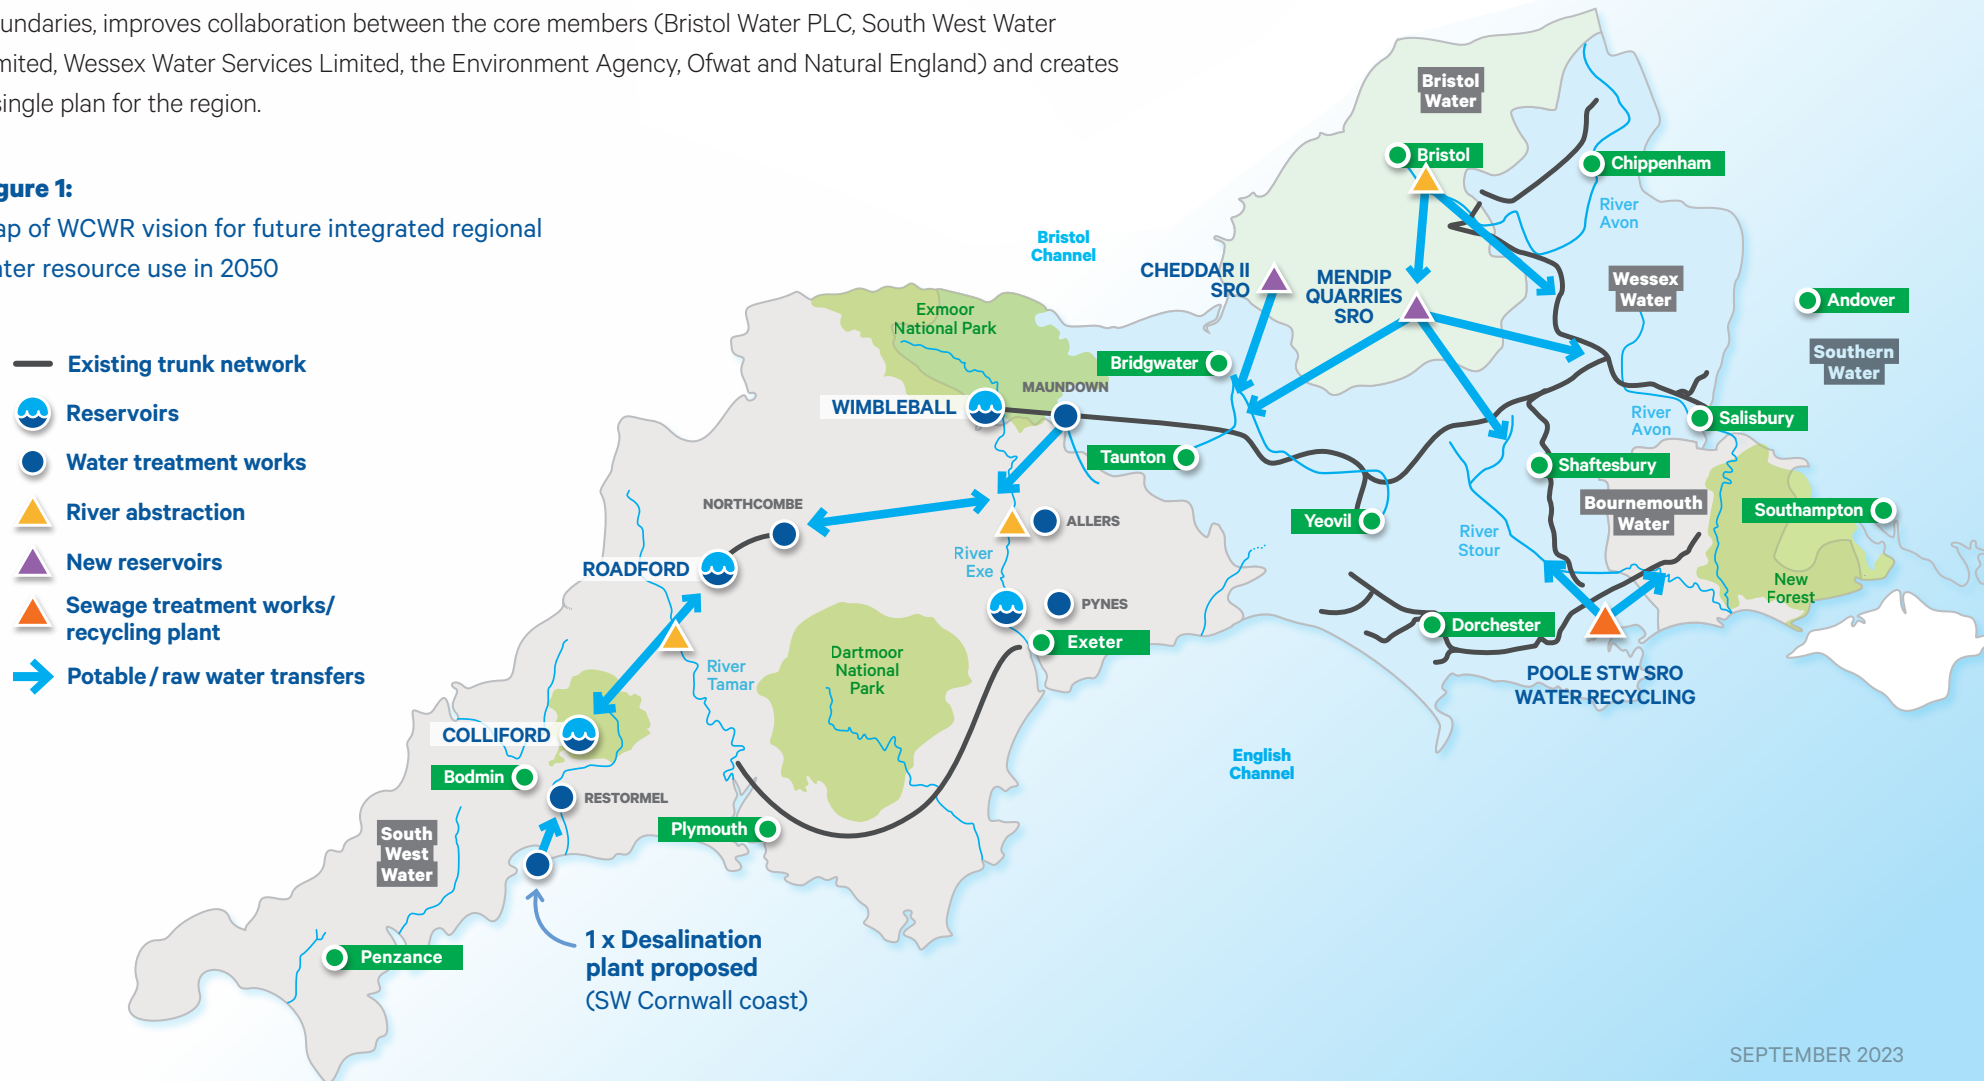 undaries, improves collaboration between the core members (Bristol Water PLC, South West Water
mited, Wessex Water Services Limited, the Environment Agency, Ofwat and Natural England) and creates
single plan for the region.
gure 1:
ap of WCWR vision for future integrated regional
ter resource use in 2050
Existing trunk network
Reservoirs
Water treatment works
River abstraction
New reservoirs
Sewage treatment works/
recycling plant
Potable / raw water transfers
Bristol
Water
Bristol
Chippenham
River
Avon
Bristol
Channel
CHEDDAR II
SRO
MENDIP
QUARRIES
SRO
Wessex
Water
Andover
Southern
Water
Exmoor
National Park
Bridgwater
MAUNDOWN
WIMBLEBALL
River
Avon
Salisbury
Taunton
Shaftesbury
NORTHCOMBE
ALLERS
Yeovil
Bournemouth
Water
Southampton
River
Stour
River
Exe
ROADFORD
New
Forest
PYNES
Dorchester
Exeter
Dartmoor
National
Park
River
Tamar
POOLE STW SRO
WATER RECYCLING
COLLIFORD
English
Channel
Bodmin
RESTORMEL
Plymouth
South
West
Water
1 x Desalination
plant proposed
(SW Cornwall coast)
Penzance
SEPTEMBER 2023